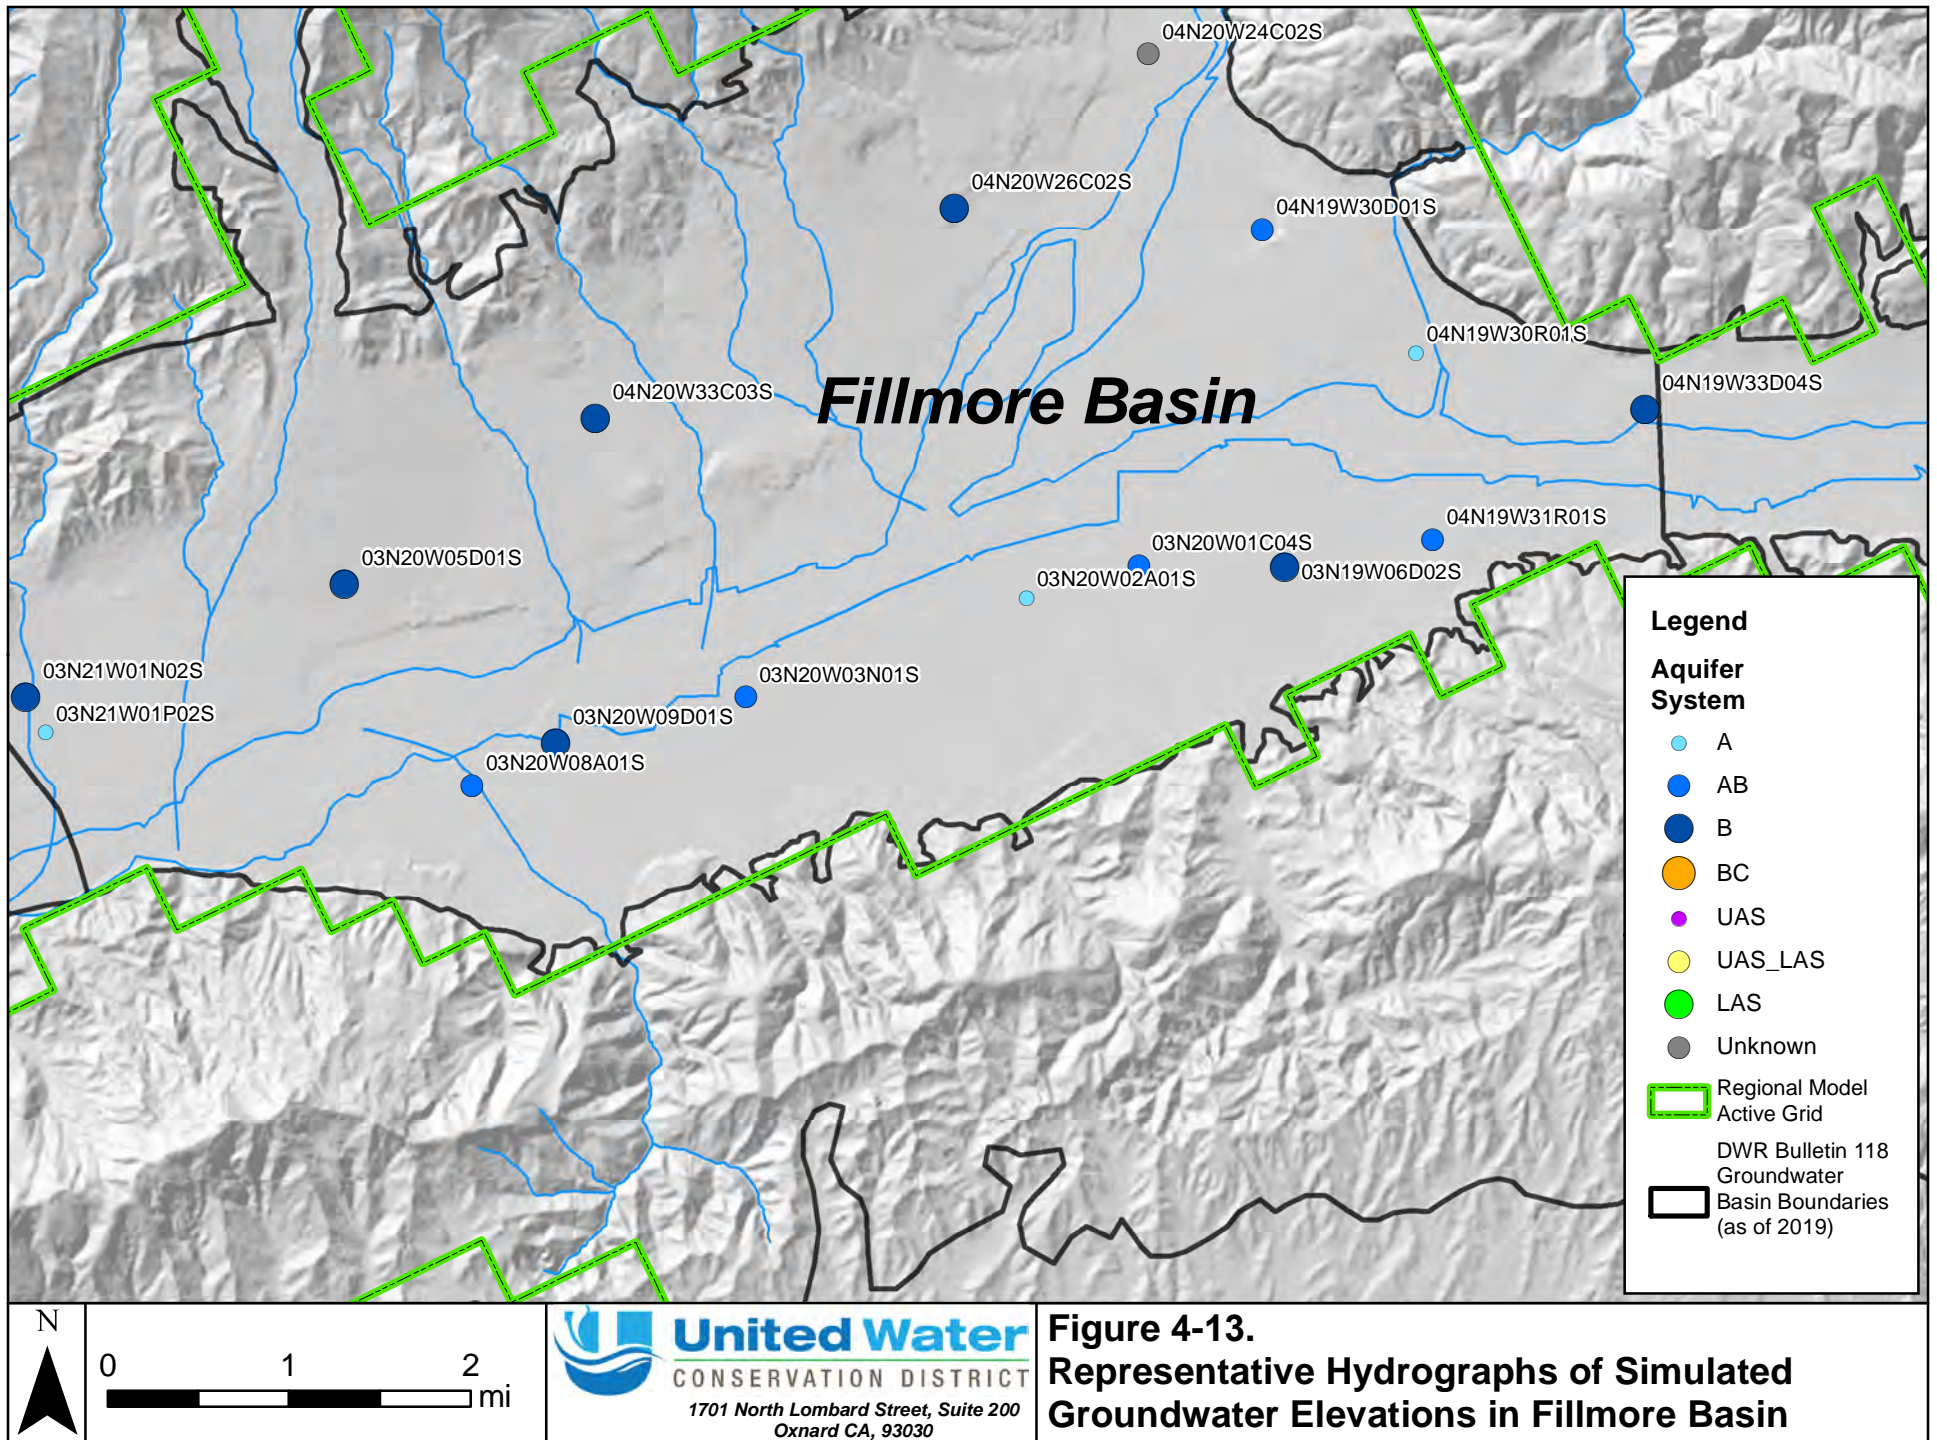 04N20W24C02S
04N20W26C02S
04N19W30D01S
04N19W30R01S
04N19W33D04S
04N20W33C03S
Fillmore Basin
04N19W31R01S
03N20W01C04S
03N20W05D01S
03N20W02A01S
03N19W06D02S
03N21W01N02S
03N20W03N01S
03N21W01P02S
03N20W09D01S
03N20W08A01S
Legend
Aquifer
System
A
AB
B
BC
UAS
UAS_LAS
LAS
Unknown
Regional Model
Active Grid
DWR Bulletin 118
Groundwater
Basin Boundaries
(as of 2019)
N
0 1 2
mi
United Water
CONSERVATION DISTRICT
1701 North Lombard Street, Suite 200
Oxnard CA, 93030
Figure 4-13.
Representative Hydrographs of Simulated
Groundwater Elevations in Fillmore Basin